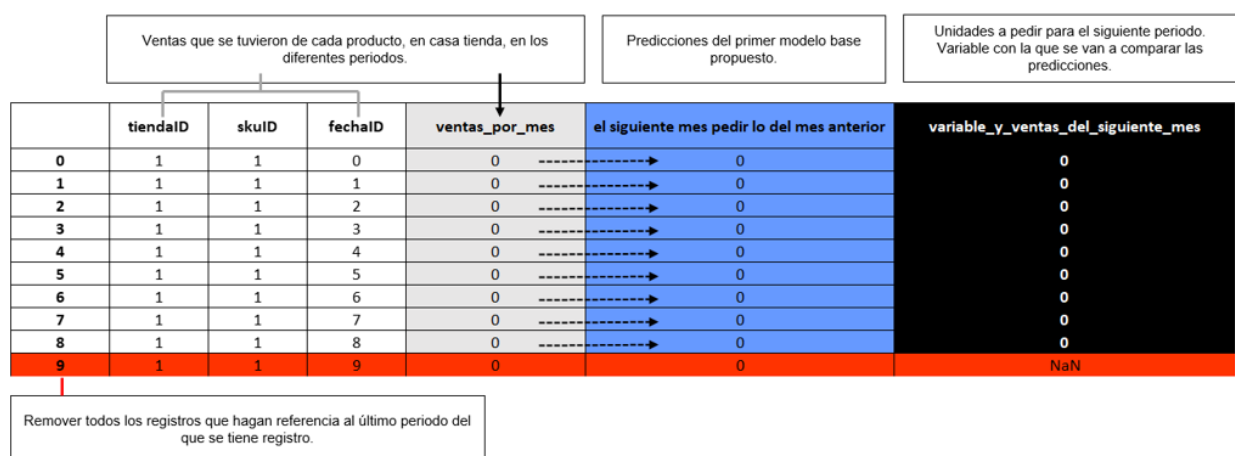 Ventas que se tuvieron de cada producto, en casa tienda, en los
diferentes periodos.
Predicciones del primer modelo base
propuesto.
Unidades a pedir para el siguiente periodo.
Variable con la que se van a comparar las
predicciones.
tiendaID skuID fechaID ventas_por_mes el siguiente mes pedir lo del mes anterior variable_y_ventas_del_siguiente_mes
0 1 1 0 0 0 0
1 1 1 1 0 0 0
2 1 1 2 0 0 0
3 1 1 3 0 0 0
4 1 1 4 0 0 0
5 1 1 5 0 0 0
6 1 1 6 0 0 0
7 1 1 7 0 0 0
8 1 1 8 0 0 0
9 1 1 9 0 0 NaN
Remover todos los registros que hagan referencia al último periodo del
que se tiene registro.